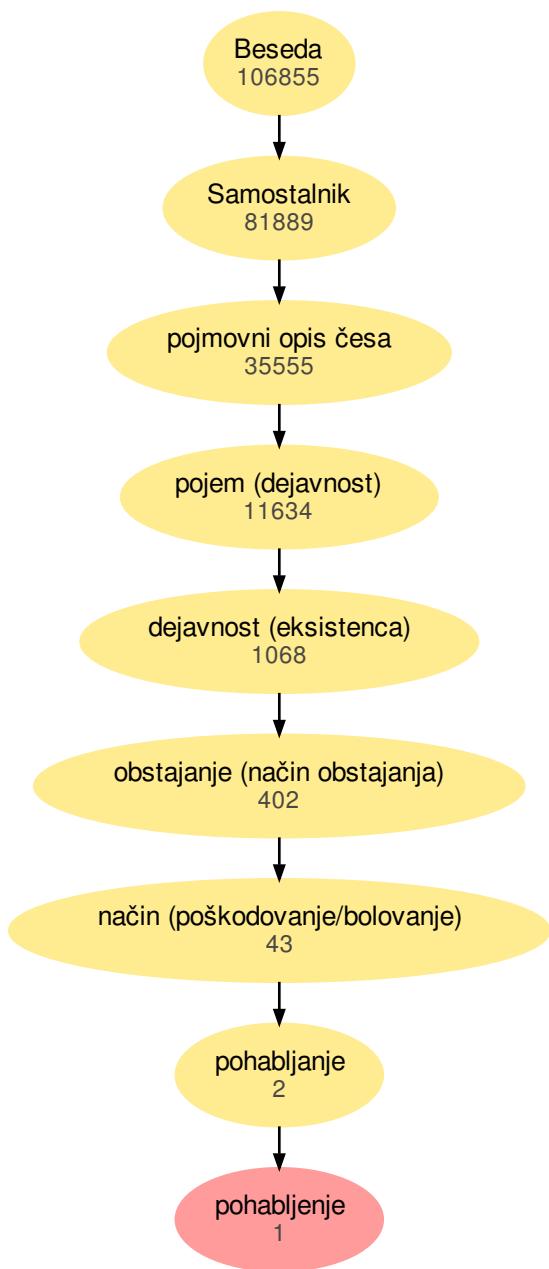 Beseda
106855
Samostalnik
81889
pojmovni opis česa
35555
pojem (dejavnost)
11634
dejavnost (eksistenca)
1068
obstajanje (način obstajanja)
402
način (poškodovanje/bolovanje)
43
pohabljanje
2
pohabljenje
1